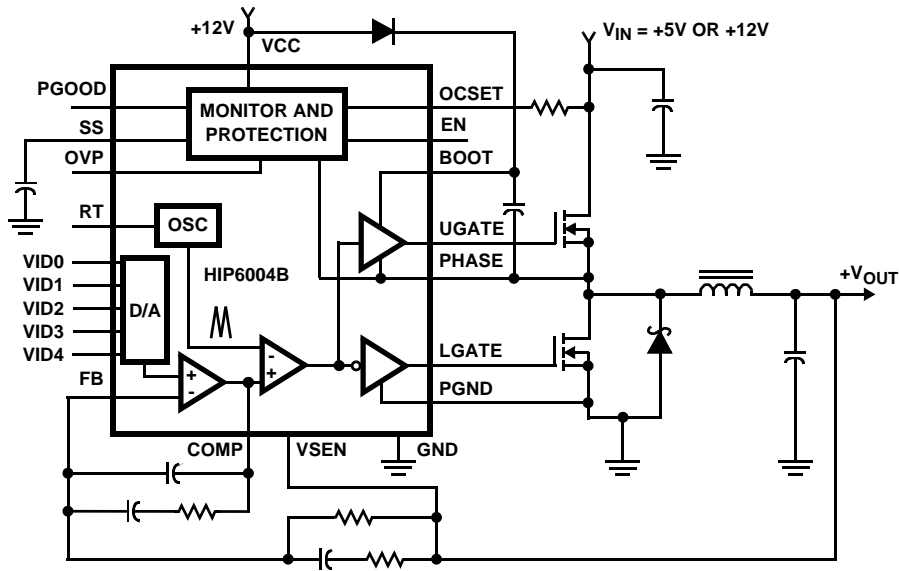 +12V
VCC
V_IN = +5V OR +12V
PGOOD
MONITOR AND
PROTECTION
OCSET
SS
EN
OVP
BOOT
RT
OSC
UGATE
PHASE
VID0
VID1
VID2
VID3
VID4
D/A
HIP6004B
+V_OUT
FB
+
-
-
+
LGATE
PGND
COMP
VSEN
GND